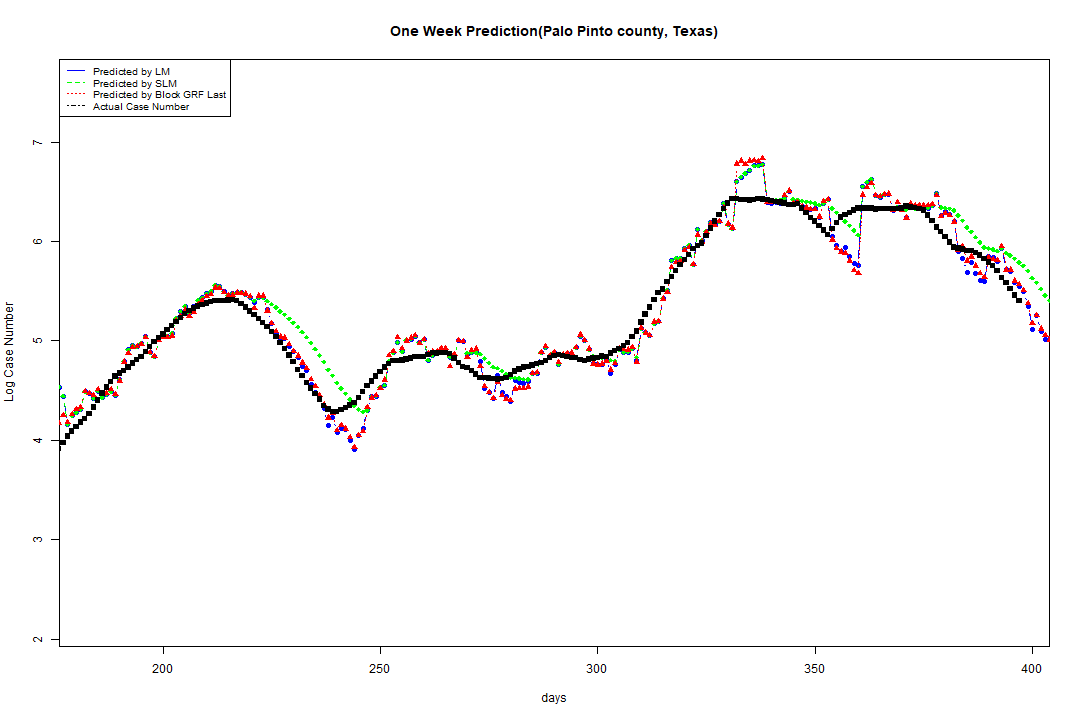 One Week Prediction(Palo Pinto county, Texas)
Predicted by LM
Predicted by SLM
Predicted by Block GRF Last
Actual Case Number
7
6
5
4
3
2
Log Case Number
200 250 300 350 400
days